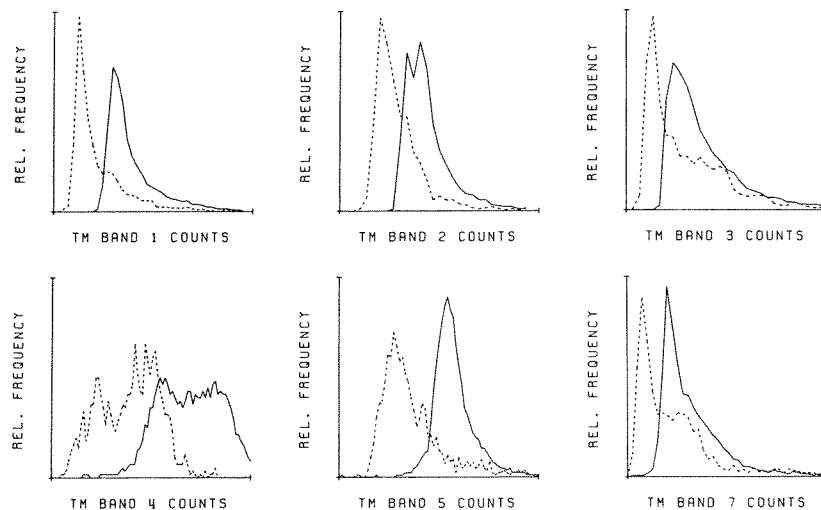 REL. FREQUENCY
TM BAND 1 COUNTS
REL. FREQUENCY
TM BAND 2 COUNTS
REL. FREQUENCY
TM BAND 3 COUNTS
REL. FREQUENCY
TM BAND 4 COUNTS
REL. FREQUENCY
TM BAND 5 COUNTS
REL. FREQUENCY
TM BAND 7 COUNTS